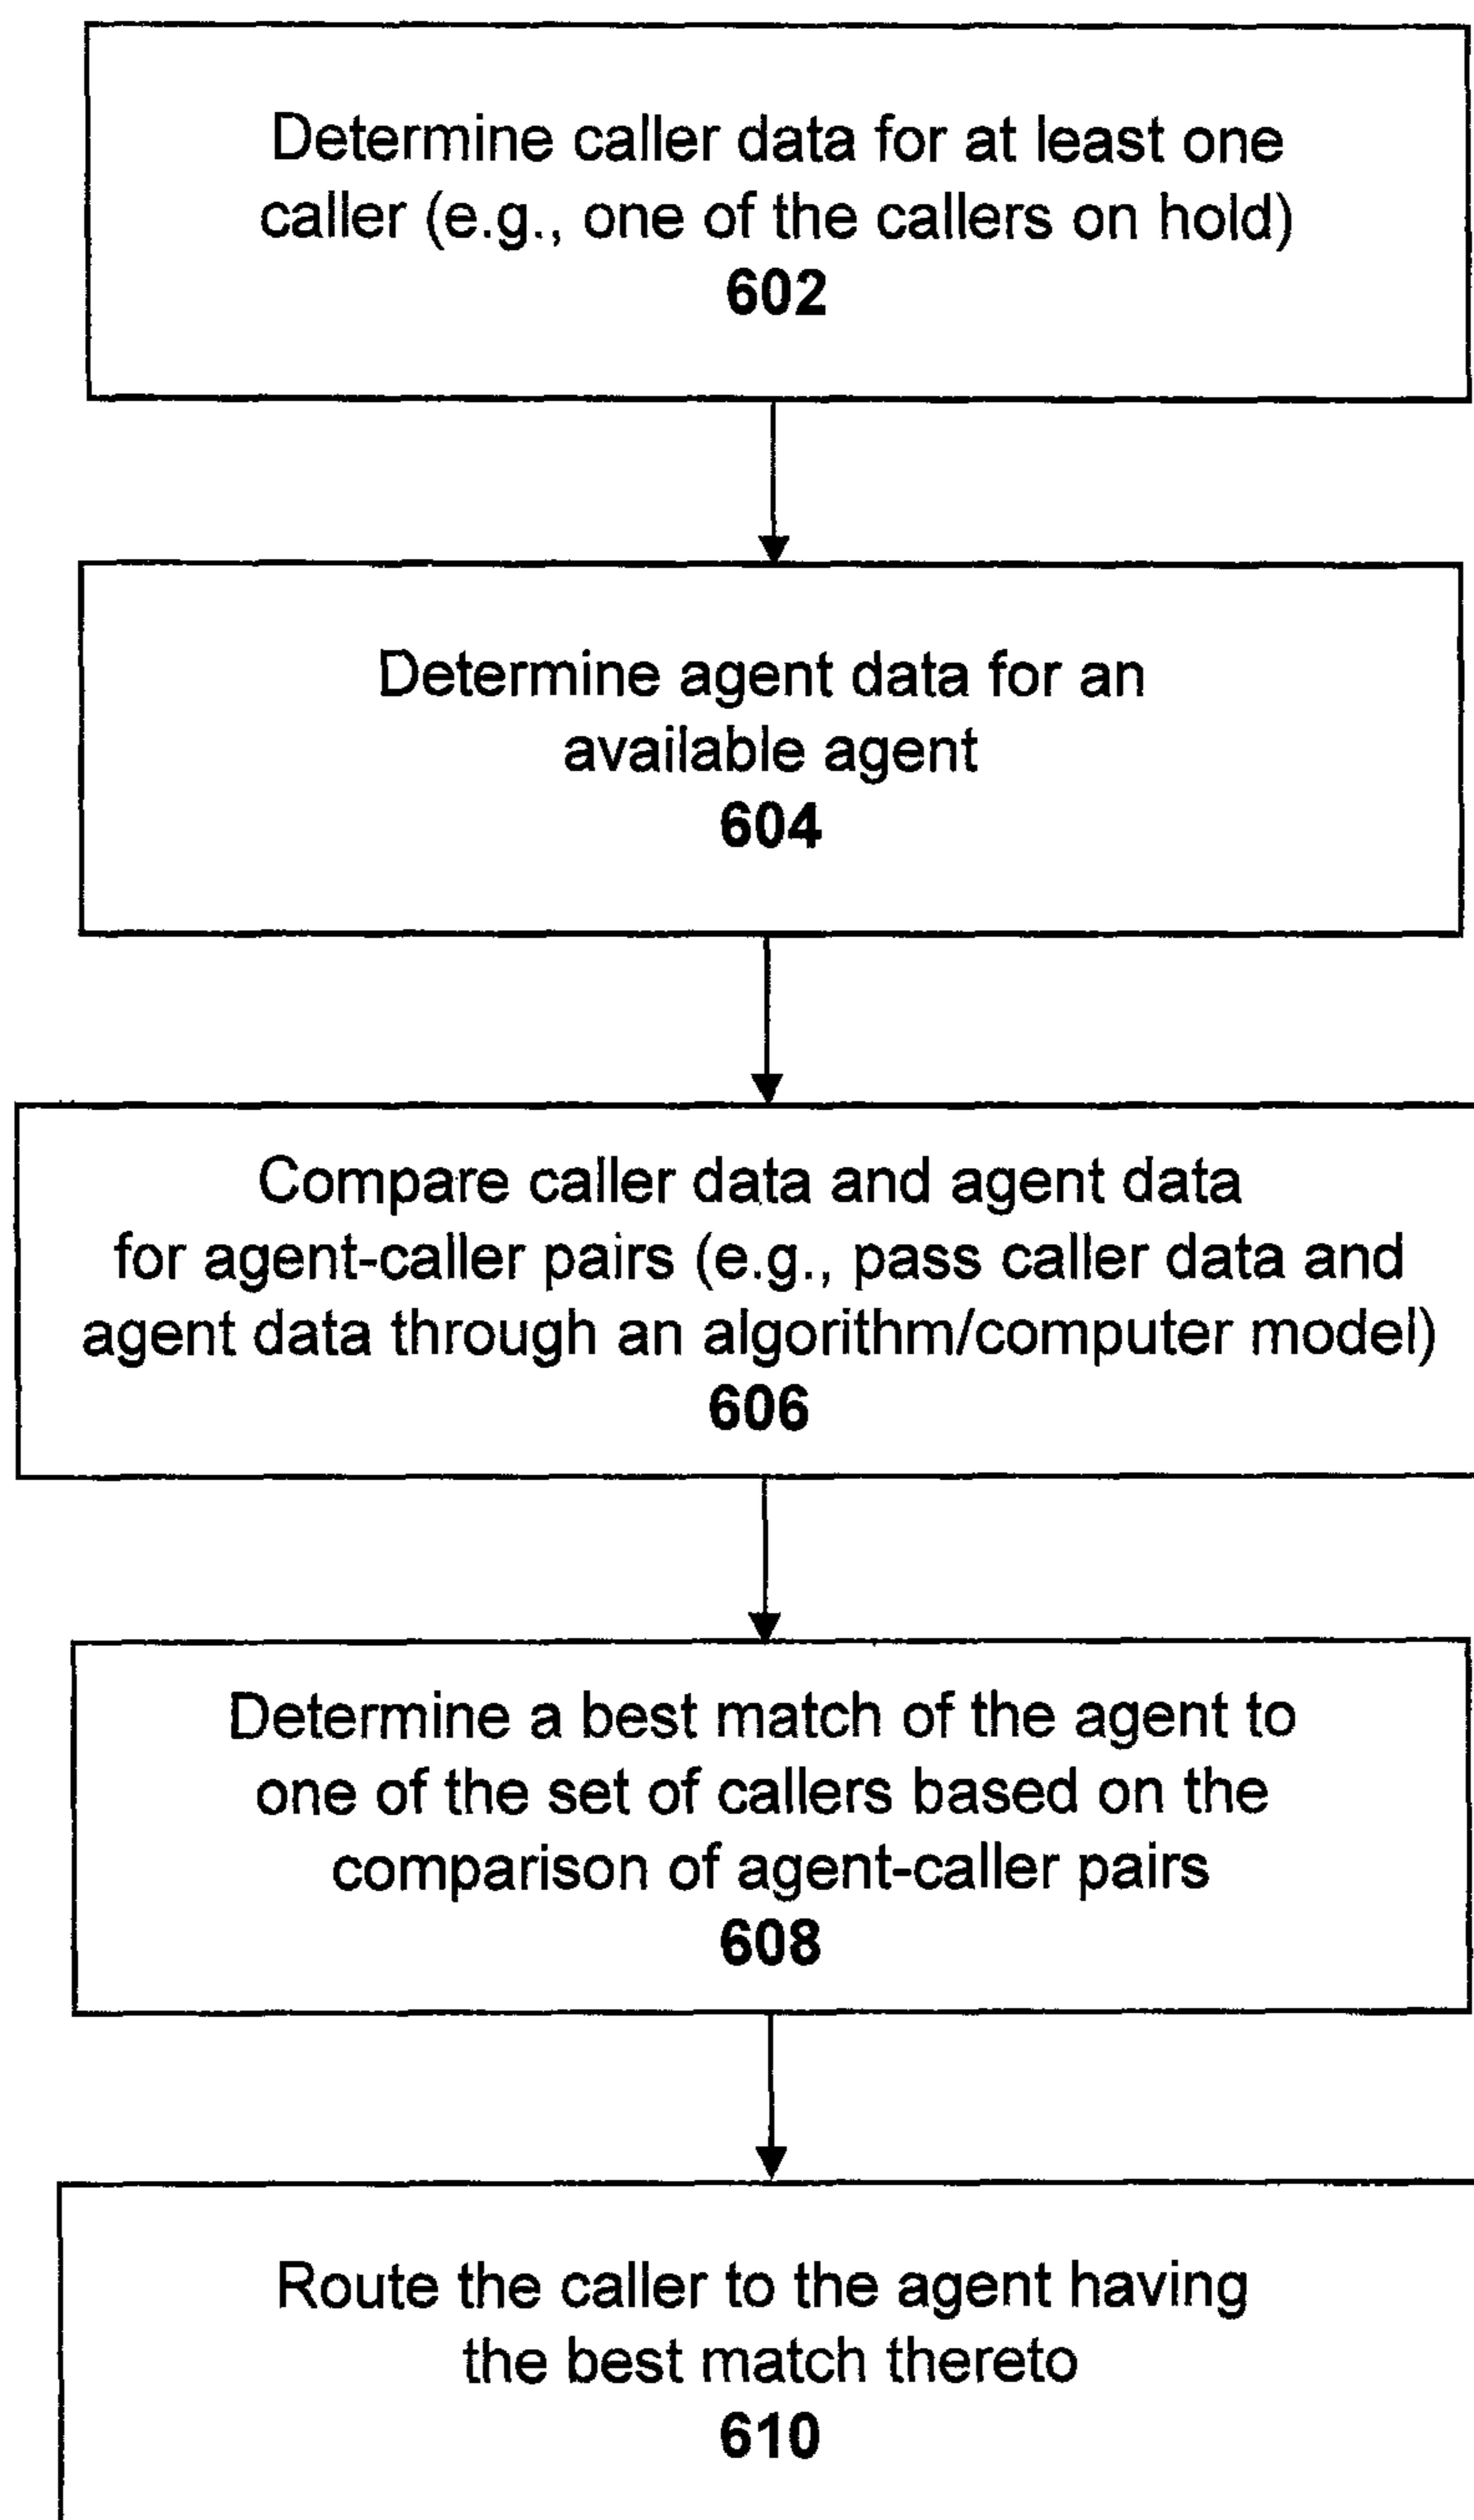 Determine caller data for at least one
caller (e.g., one of the callers on hold)
602
Determine agent data for an
available agent
604
Compare caller data and agent data
for agent-caller pairs (e.g., pass caller data and
agent data through an algorithm/computer model)
606
Determine a best match of the agent to
one of the set of callers based on the
comparison of agent-caller pairs
608
Route the caller to the agent having
the best match thereto
610